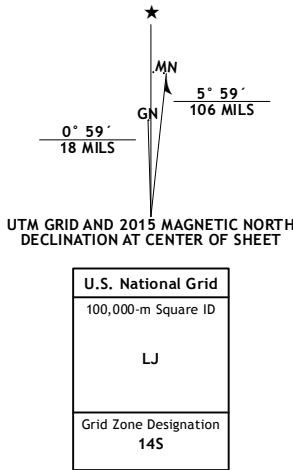 MN
GN
5° 59´
106 MILS
0° 59´
18 MILS
UTM GRID AND 2015 MAGNETIC NORTH
DECLINATION AT CENTER OF SHEET
U.S. National Grid
100,000-m Square ID
LJ
Grid Zone Designation
14S